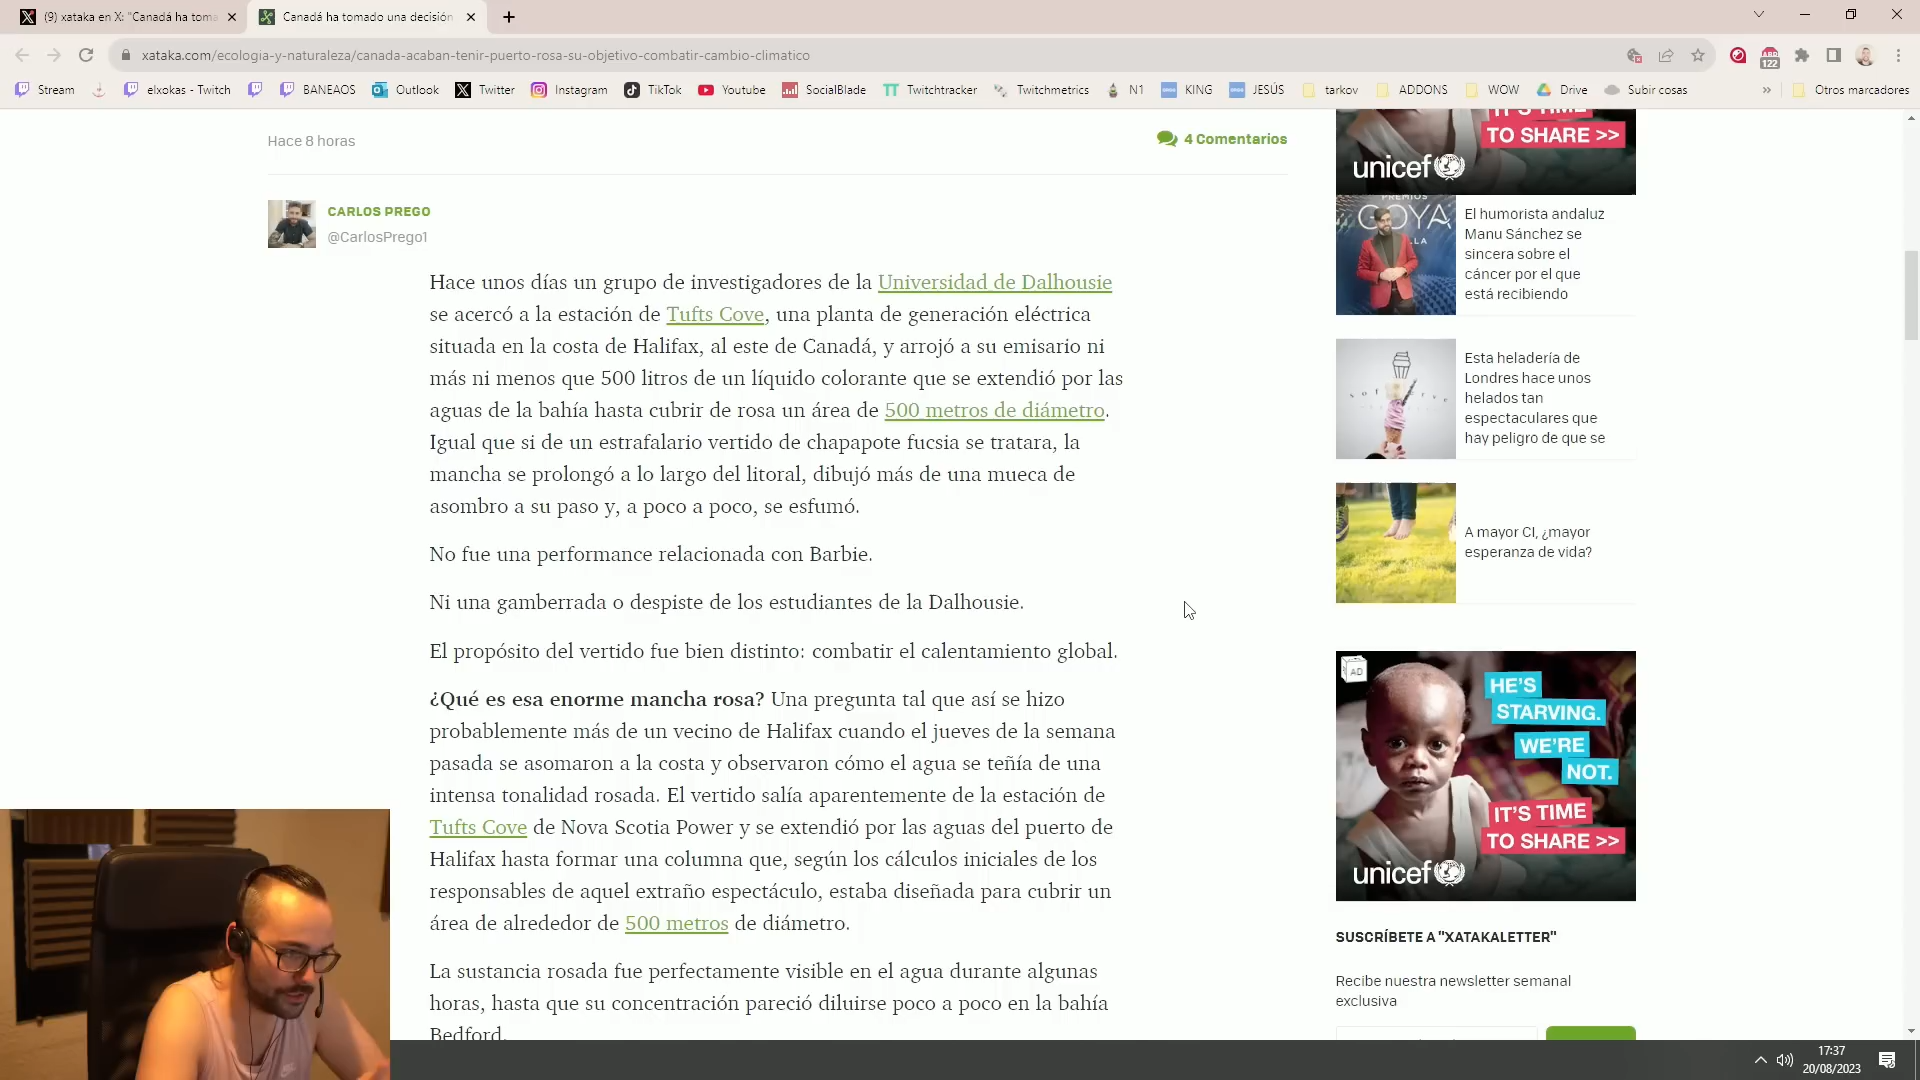 (9) xataka en X: "Canadá ha toma
Canadá ha tomado una decisión
xataka.com/ecologia-y-naturaleza/canada-acaban-tenir-puerto-rosa-su-objetivo-combatir-cambio-climatico
122
Stream
elxokas - Twitch
BANEAOS
Outlook
Twitter
Instagram
TikTok
Youtube
SocialBlade
Twitchtracker
Twitchmetrics
N1
KING
JESÚS
tarkov
ADDONS
WOW
Drive
Subir cosas
»
Otros marcadores
Hace 8 horas
4 Comentarios
CARLOS PREGO
@CarlosPrego1
Hace unos días un grupo de investigadores de la Universidad de Dalhousie
se acercó a la estación de Tufts Cove, una planta de generación eléctrica
situada en la costa de Halifax, al este de Canadá, y arrojó a su emisario ni
más ni menos que 500 litros de un líquido colorante que se extendió por las
aguas de la bahía hasta cubrir de rosa un área de 500 metros de diámetro.
Igual que si de un estrafalario vertido de chapapote fucsia se tratara, la
mancha se prolongó a lo largo del litoral, dibujó más de una mueca de
asombro a su paso y, a poco a poco, se esfumó.
No fue una performance relacionada con Barbie.
Ni una gamberrada o despiste de los estudiantes de la Dalhousie.
El propósito del vertido fue bien distinto: combatir el calentamiento global.
¿Qué es esa enorme mancha rosa? Una pregunta tal que así se hizo
probablemente más de un vecino de Halifax cuando el jueves de la semana
pasada se asomaron a la costa y observaron cómo el agua se teñía de una
intensa tonalidad rosada. El vertido salía aparentemente de la estación de
Tufts Cove de Nova Scotia Power y se extendió por las aguas del puerto de
Halifax hasta formar una columna que, según los cálculos iniciales de los
responsables de aquel extraño espectáculo, estaba diseñada para cubrir un
área de alrededor de 500 metros de diámetro.
La sustancia rosada fue perfectamente visible en el agua durante algunas
horas, hasta que su concentración pareció diluirse poco a poco en la bahía
Bedford.
IT'S TIME
TO SHARE >>
unicef
PREMIOS
GOYA
El humorista andaluz
Manu Sánchez se
sincera sobre el
cáncer por el que
está recibiendo
Esta heladería de
Londres hace unos
helados tan
espectaculares que
hay peligro de que se
A mayor CI, ¿mayor
esperanza de vida?
AD
HE'S
STARVING.
WE'RE
NOT.
IT'S TIME
TO SHARE >>
unicef
SUSCRÍBETE A "XATAKALETTER"
Recibe nuestra newsletter semanal
exclusiva
17:37
20/08/2023